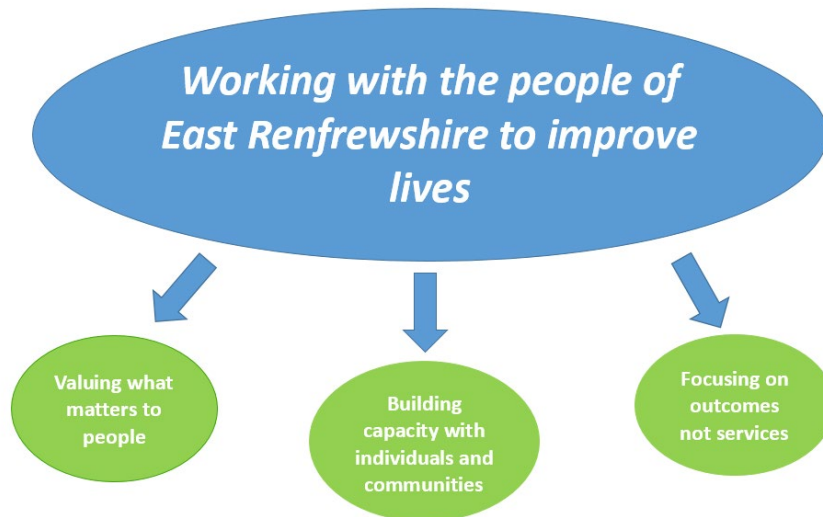 Working with the people of
East Renfrewshire to improve
lives
Valuing what
matters to
people
Building
capacity with
individuals and
communities
Focusing on
outcomes
not services